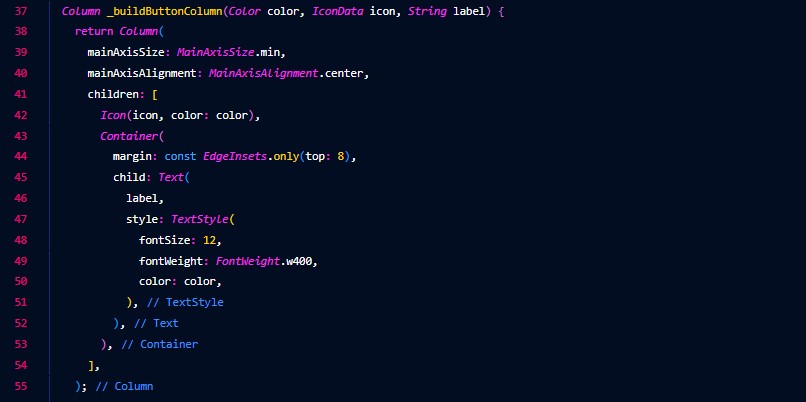 37 Column _buildButtonColumn(Color color, IconData icon, String label) {
38   return Column(
39     mainAxisSize: MainAxisSize.min,
40     mainAxisAlignment: MainAxisAlignment.center,
41     children: [
42       Icon(icon, color: color),
43       Container(
44         margin: const EdgeInsets.only(top: 8),
45         child: Text(
46           label,
47           style: TextStyle(
48             fontSize: 12,
49             fontWeight: FontWeight.w400,
50             color: color,
51           ), // TextStyle
52         ), // Text
53       ), // Container
54     ],
55   ); // Column